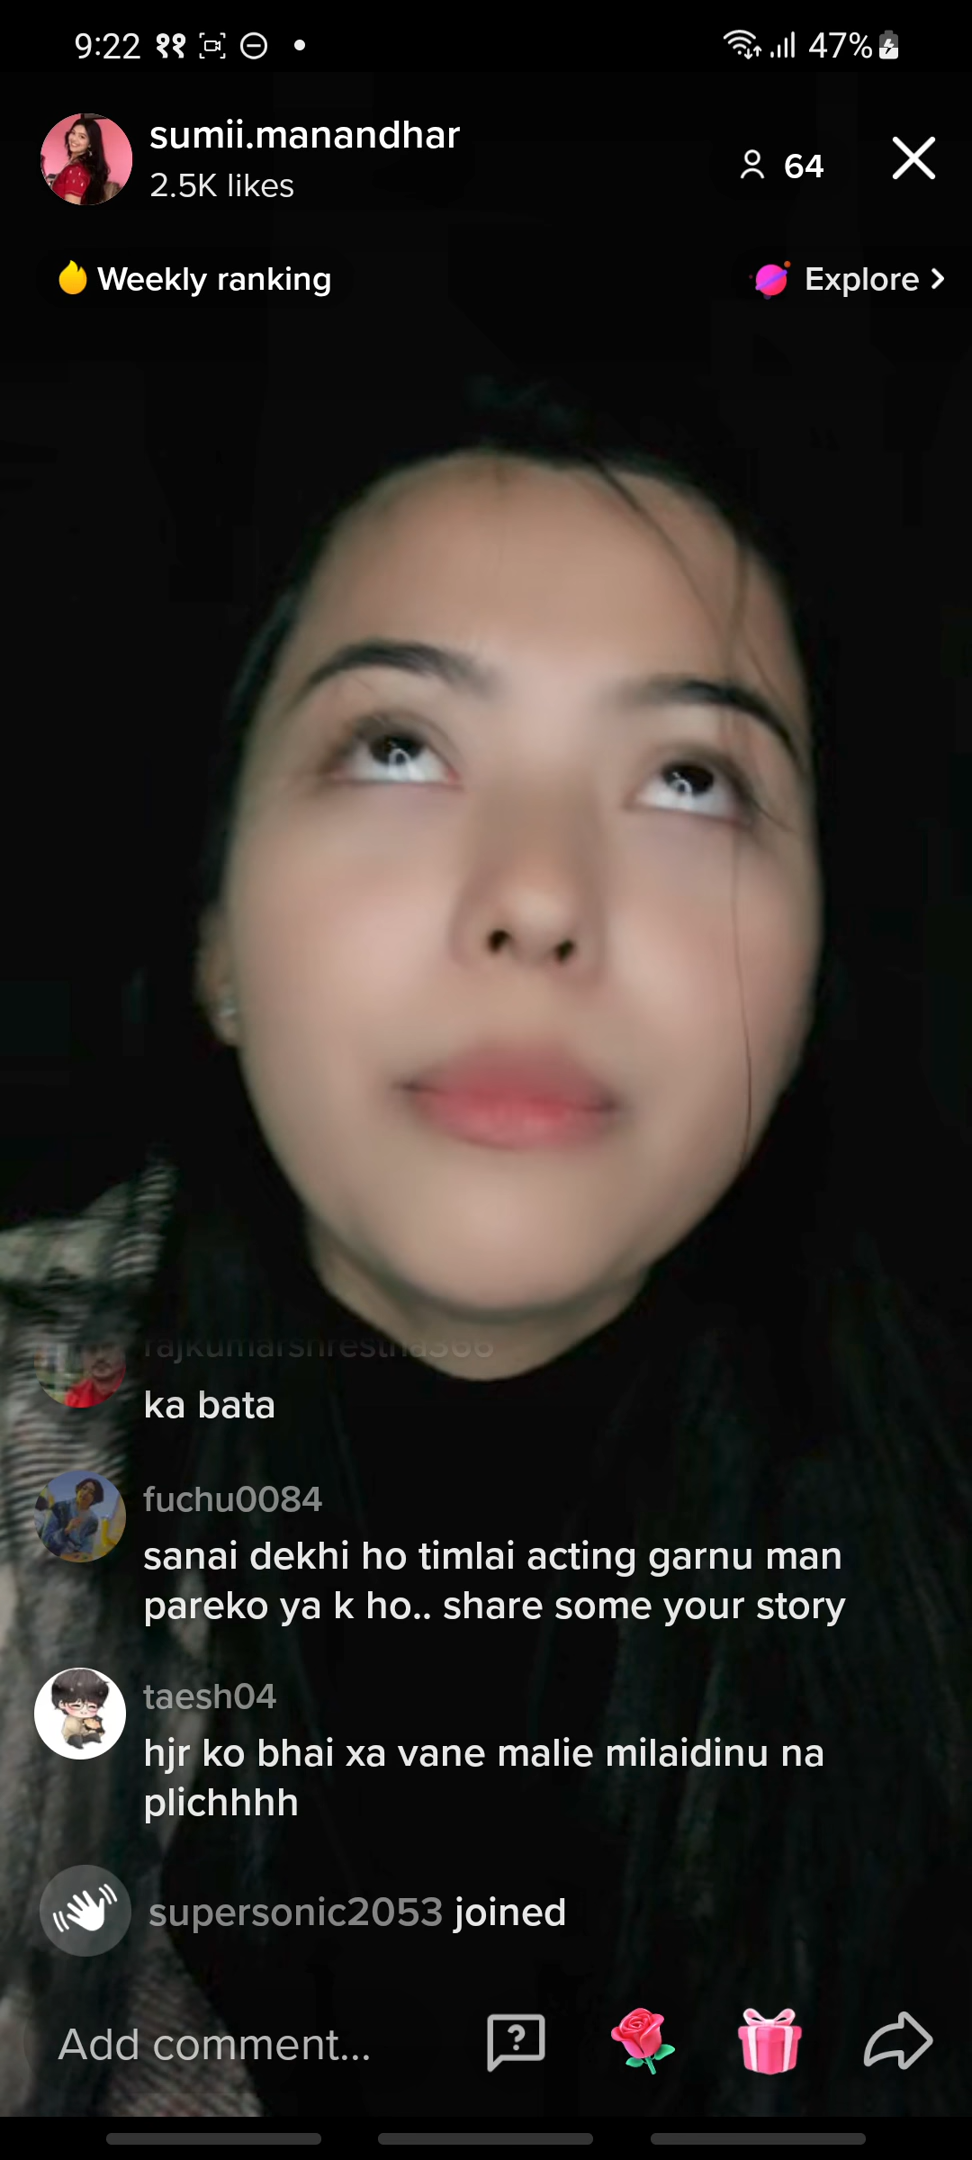 9:22 ११ 47%
sumii.manandhar
2.5K likes
64
Weekly ranking
Explore
rajkumarshrestha366
ka bata
fuchu0084
sanai dekhi ho timlai acting garnu man
pareko ya k ho.. share some your story
taesh04
hjr ko bhai xa vane malie milaidinu na
plichhhh
supersonic2053 joined
Add comment...
?